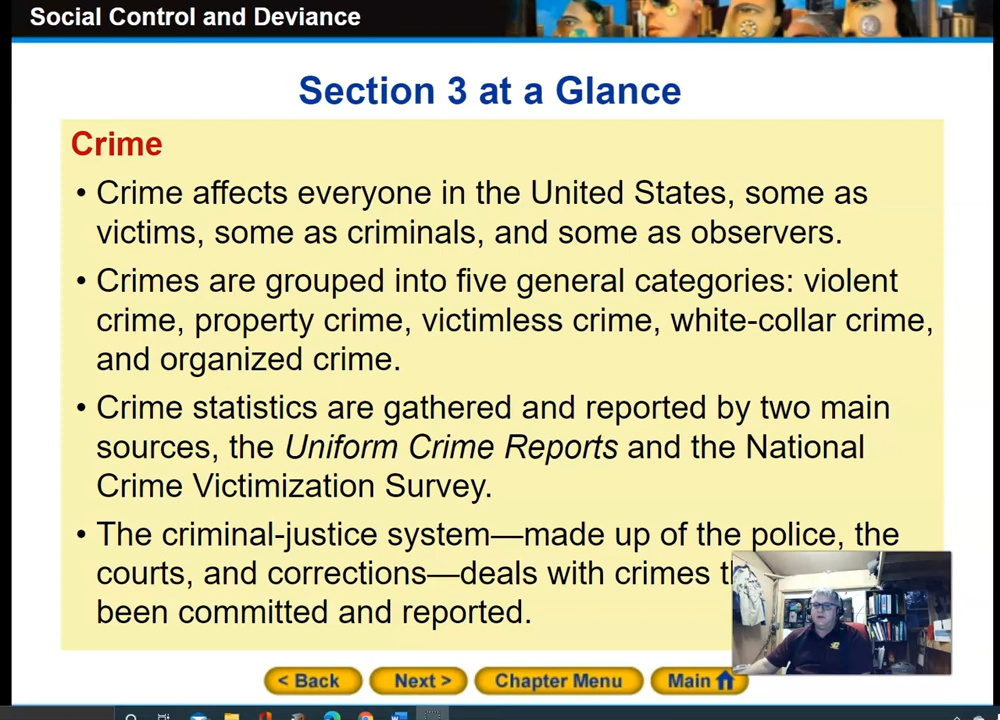 Social Control and Deviance
Section 3 at a Glance
Crime
• Crime affects everyone in the United States, some as
victims, some as criminals, and some as observers.
• Crimes are grouped into five general categories: violent
crime, property crime, victimless crime, white-collar crime,
and organized crime.
• Crime statistics are gathered and reported by two main
sources, the Uniform Crime Reports and the National
Crime Victimization Survey.
• The criminal-justice system—made up of the police, the
courts, and corrections—deals with crimes
been committed and reported.
< Back
Next >
Chapter Menu
Main